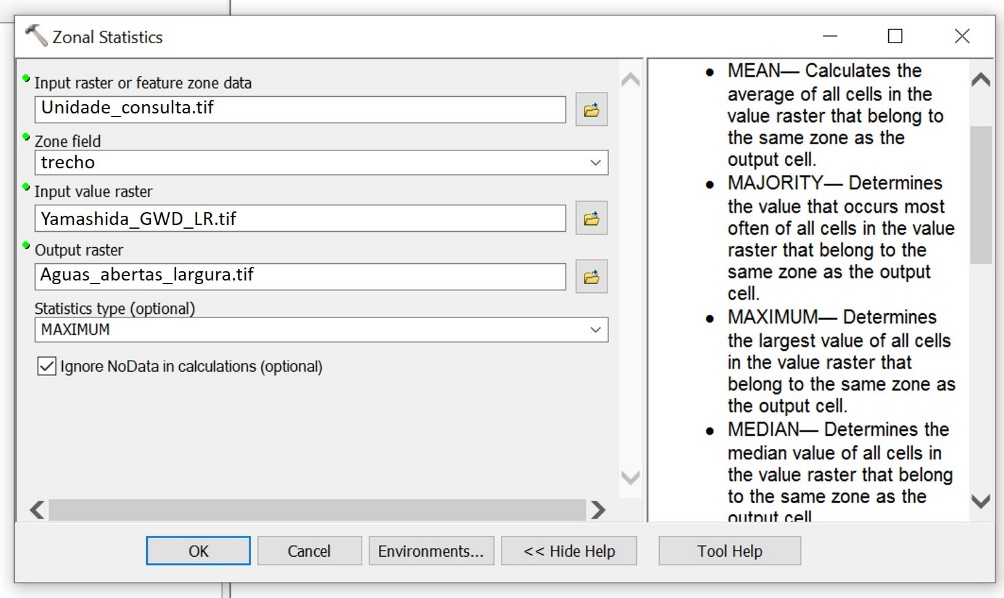 Zonal Statistics
Input raster or feature zone data
Unidade_consulta.tif
Zone field
trecho
Input value raster
Yamashida_GWD_LR.tif
Output raster
Aguas_abertas_largura.tif
Statistics type (optional)
MAXIMUM
Ignore NoData in calculations (optional)
MEAN— Calculates the
average of all cells in the
value raster that belong to
the same zone as the
output cell.
MAJORITY— Determines
the value that occurs most
often of all cells in the value
raster that belong to the
same zone as the output
cell.
MAXIMUM— Determines
the largest value of all cells
in the value raster that
belong to the same zone as
the output cell.
MEDIAN— Determines the
median value of all cells in
the value raster that belong
to the same zone as the
output cell
OK
Cancel
Environments...
<< Hide Help
Tool Help